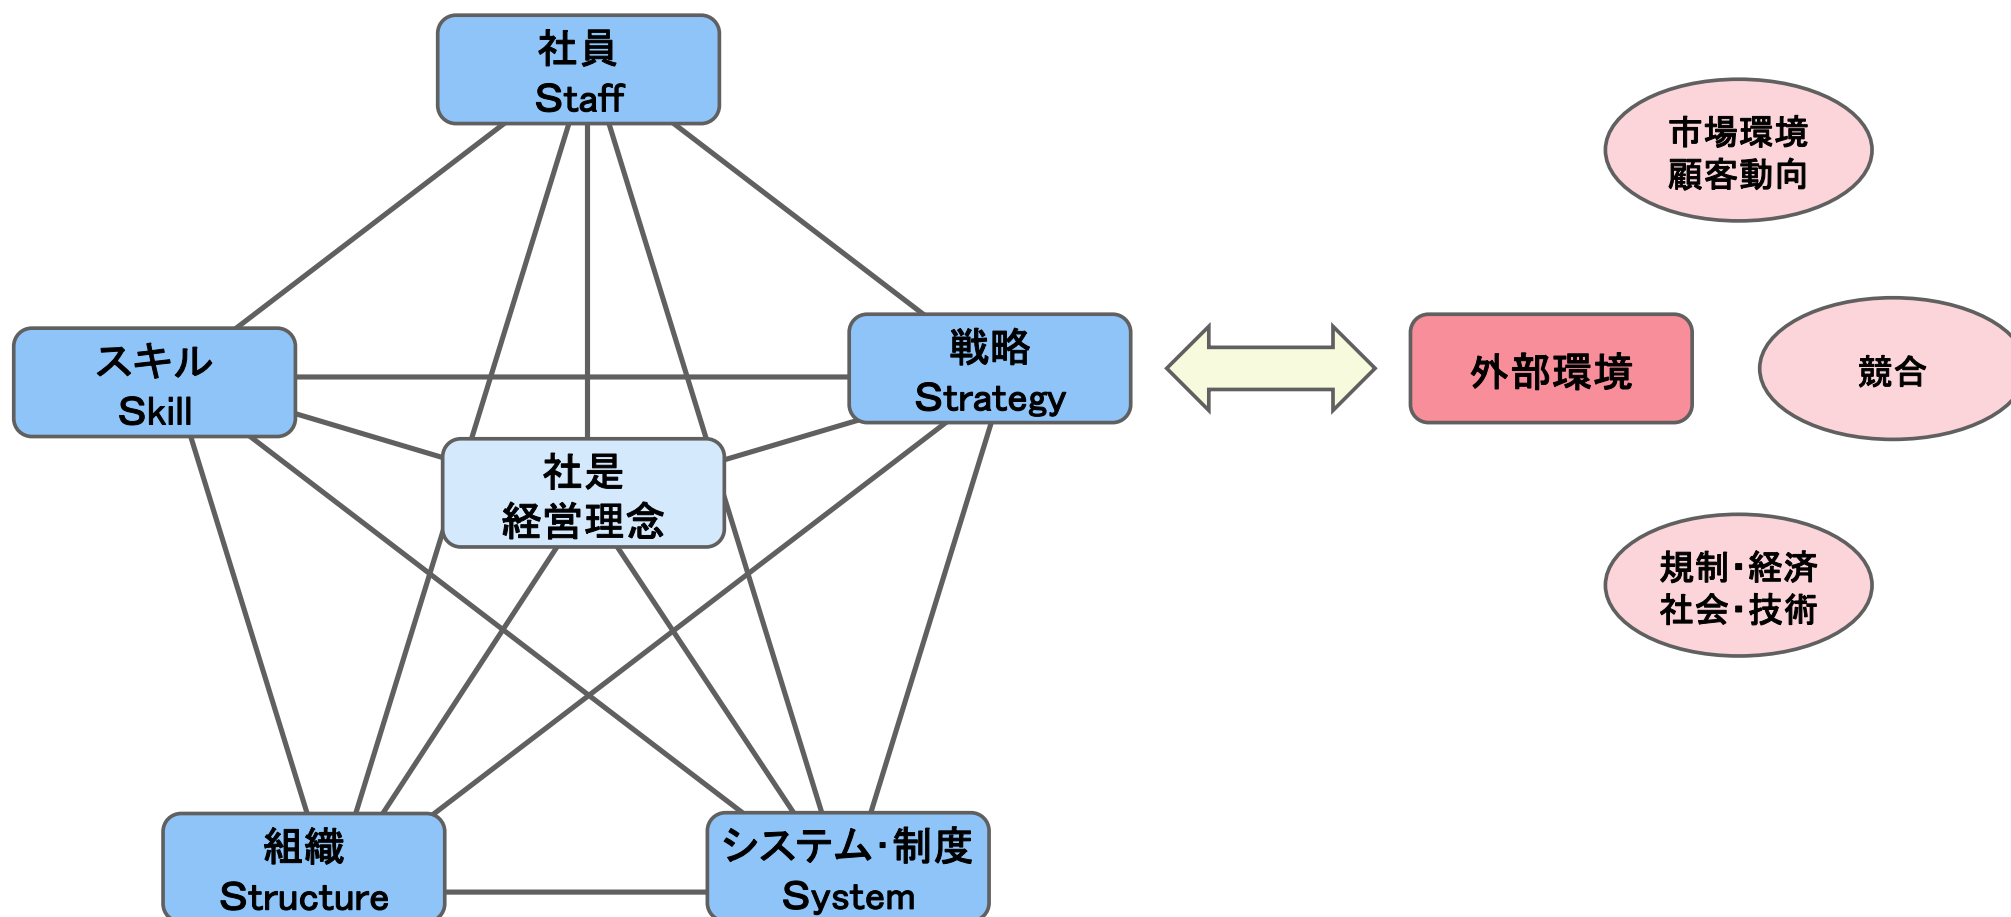 社員
Staff
市場環境
顧客動向
スキル
Skill
戦略
Strategy
外部環境
競合
社是
経営理念
規制・経済
社会・技術
組織
Structure
システム・制度
System